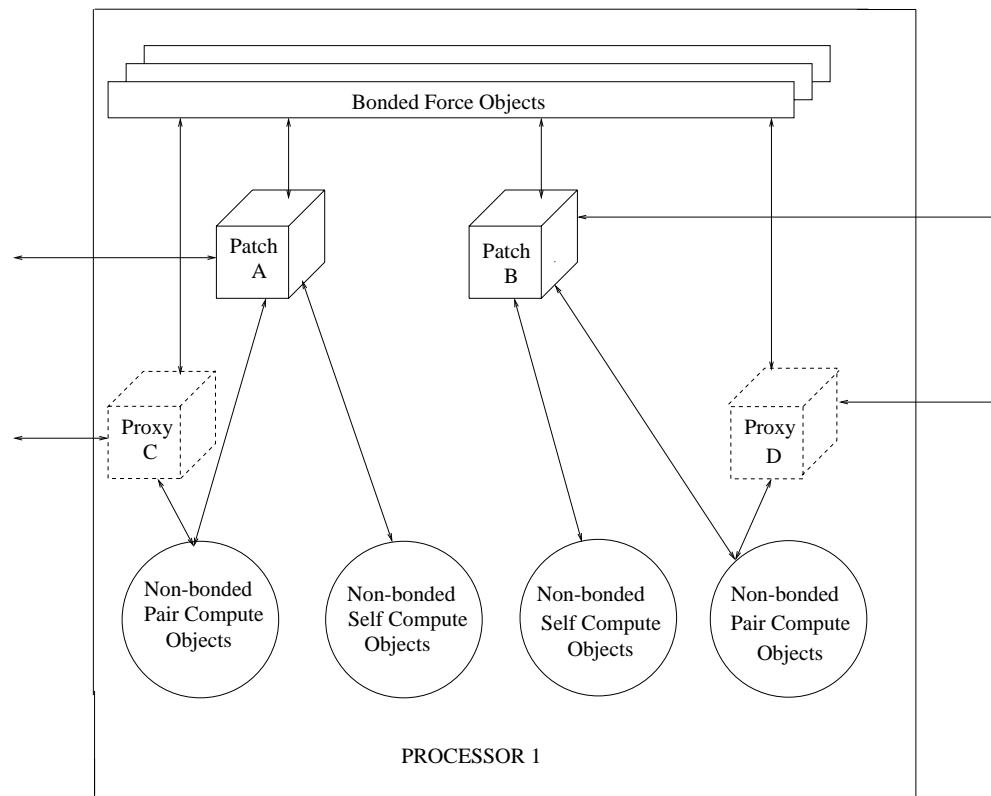 Bonded Force Objects
Patch
A
Patch
B
Proxy
C
Proxy
D
Non-bonded
Pair Compute
Objects
Non-bonded
Self Compute
Objects
Non-bonded
Self Compute
Objects
Non-bonded
Pair Compute
Objects
PROCESSOR 1